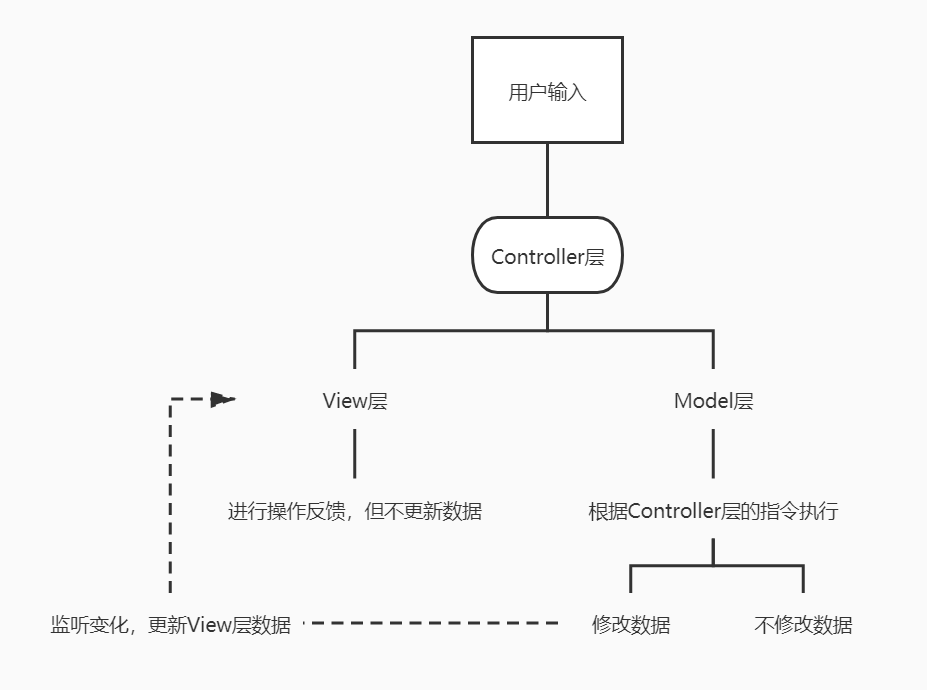 用户输入
Controller层
View层
Model层
进行操作反馈，但不更新数据
根据Controller层的指令执行
监听变化，更新View层数据
修改数据
不修改数据